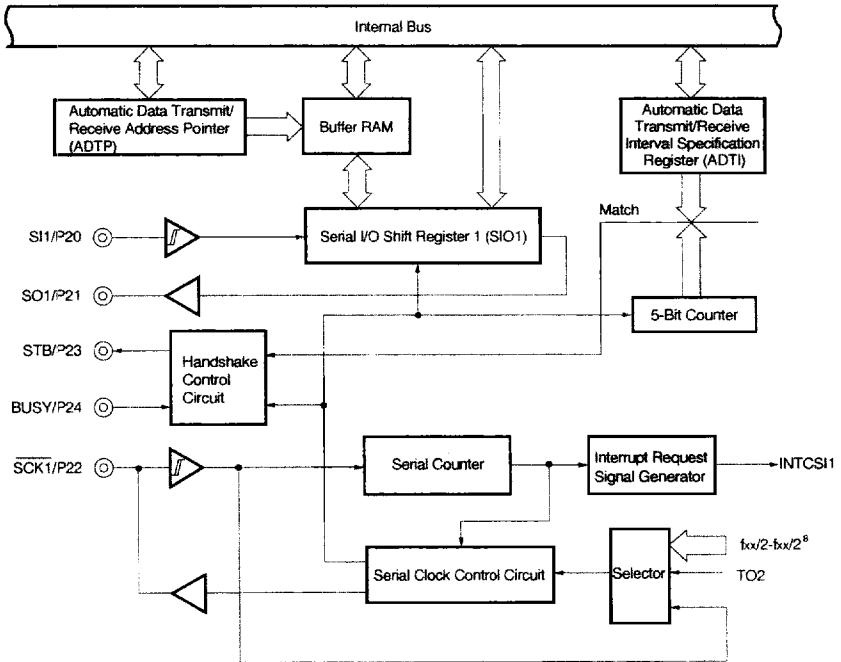 Internal Bus
Automatic Data Transmit/
Receive Address Pointer
(ADTP)
Buffer RAM
Automatic Data
Transmit/Receive
Interval Specification
Register (ADTI)
Match
SI1/P20
Serial I/O Shift Register 1 (SIO1)
SO1/P21
5-Bit Counter
STB/P23
Handshake
Control
Circuit
BUSY/P24
SCK1/P22
Serial Counter
Interrupt Request
Signal Generator
INTCSI1
fxx/2-fxx/2⁸
Serial Clock Control Circuit
Selector
TO2